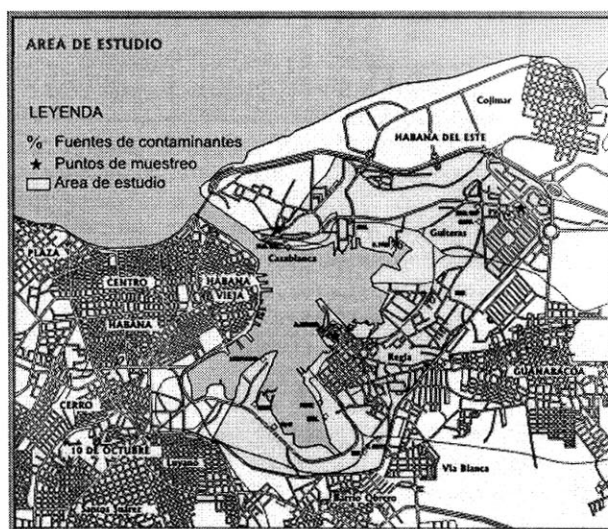 AREA DE ESTUDIO
LEYENDA
% Fuentes de contaminantes
★ Puntos de muestreo
Area de estudio
Cojimar
HABANA DEL ESTE
Guiteras
Casablanca
PLAZA
CENTRO
HABANA
HABANA
VIEJA
Regla
GUANABACOA
CERRO
10 DE OCTUBRE
Luyanó
Vía Blanca
Barrio Obrero
Santos Suárez